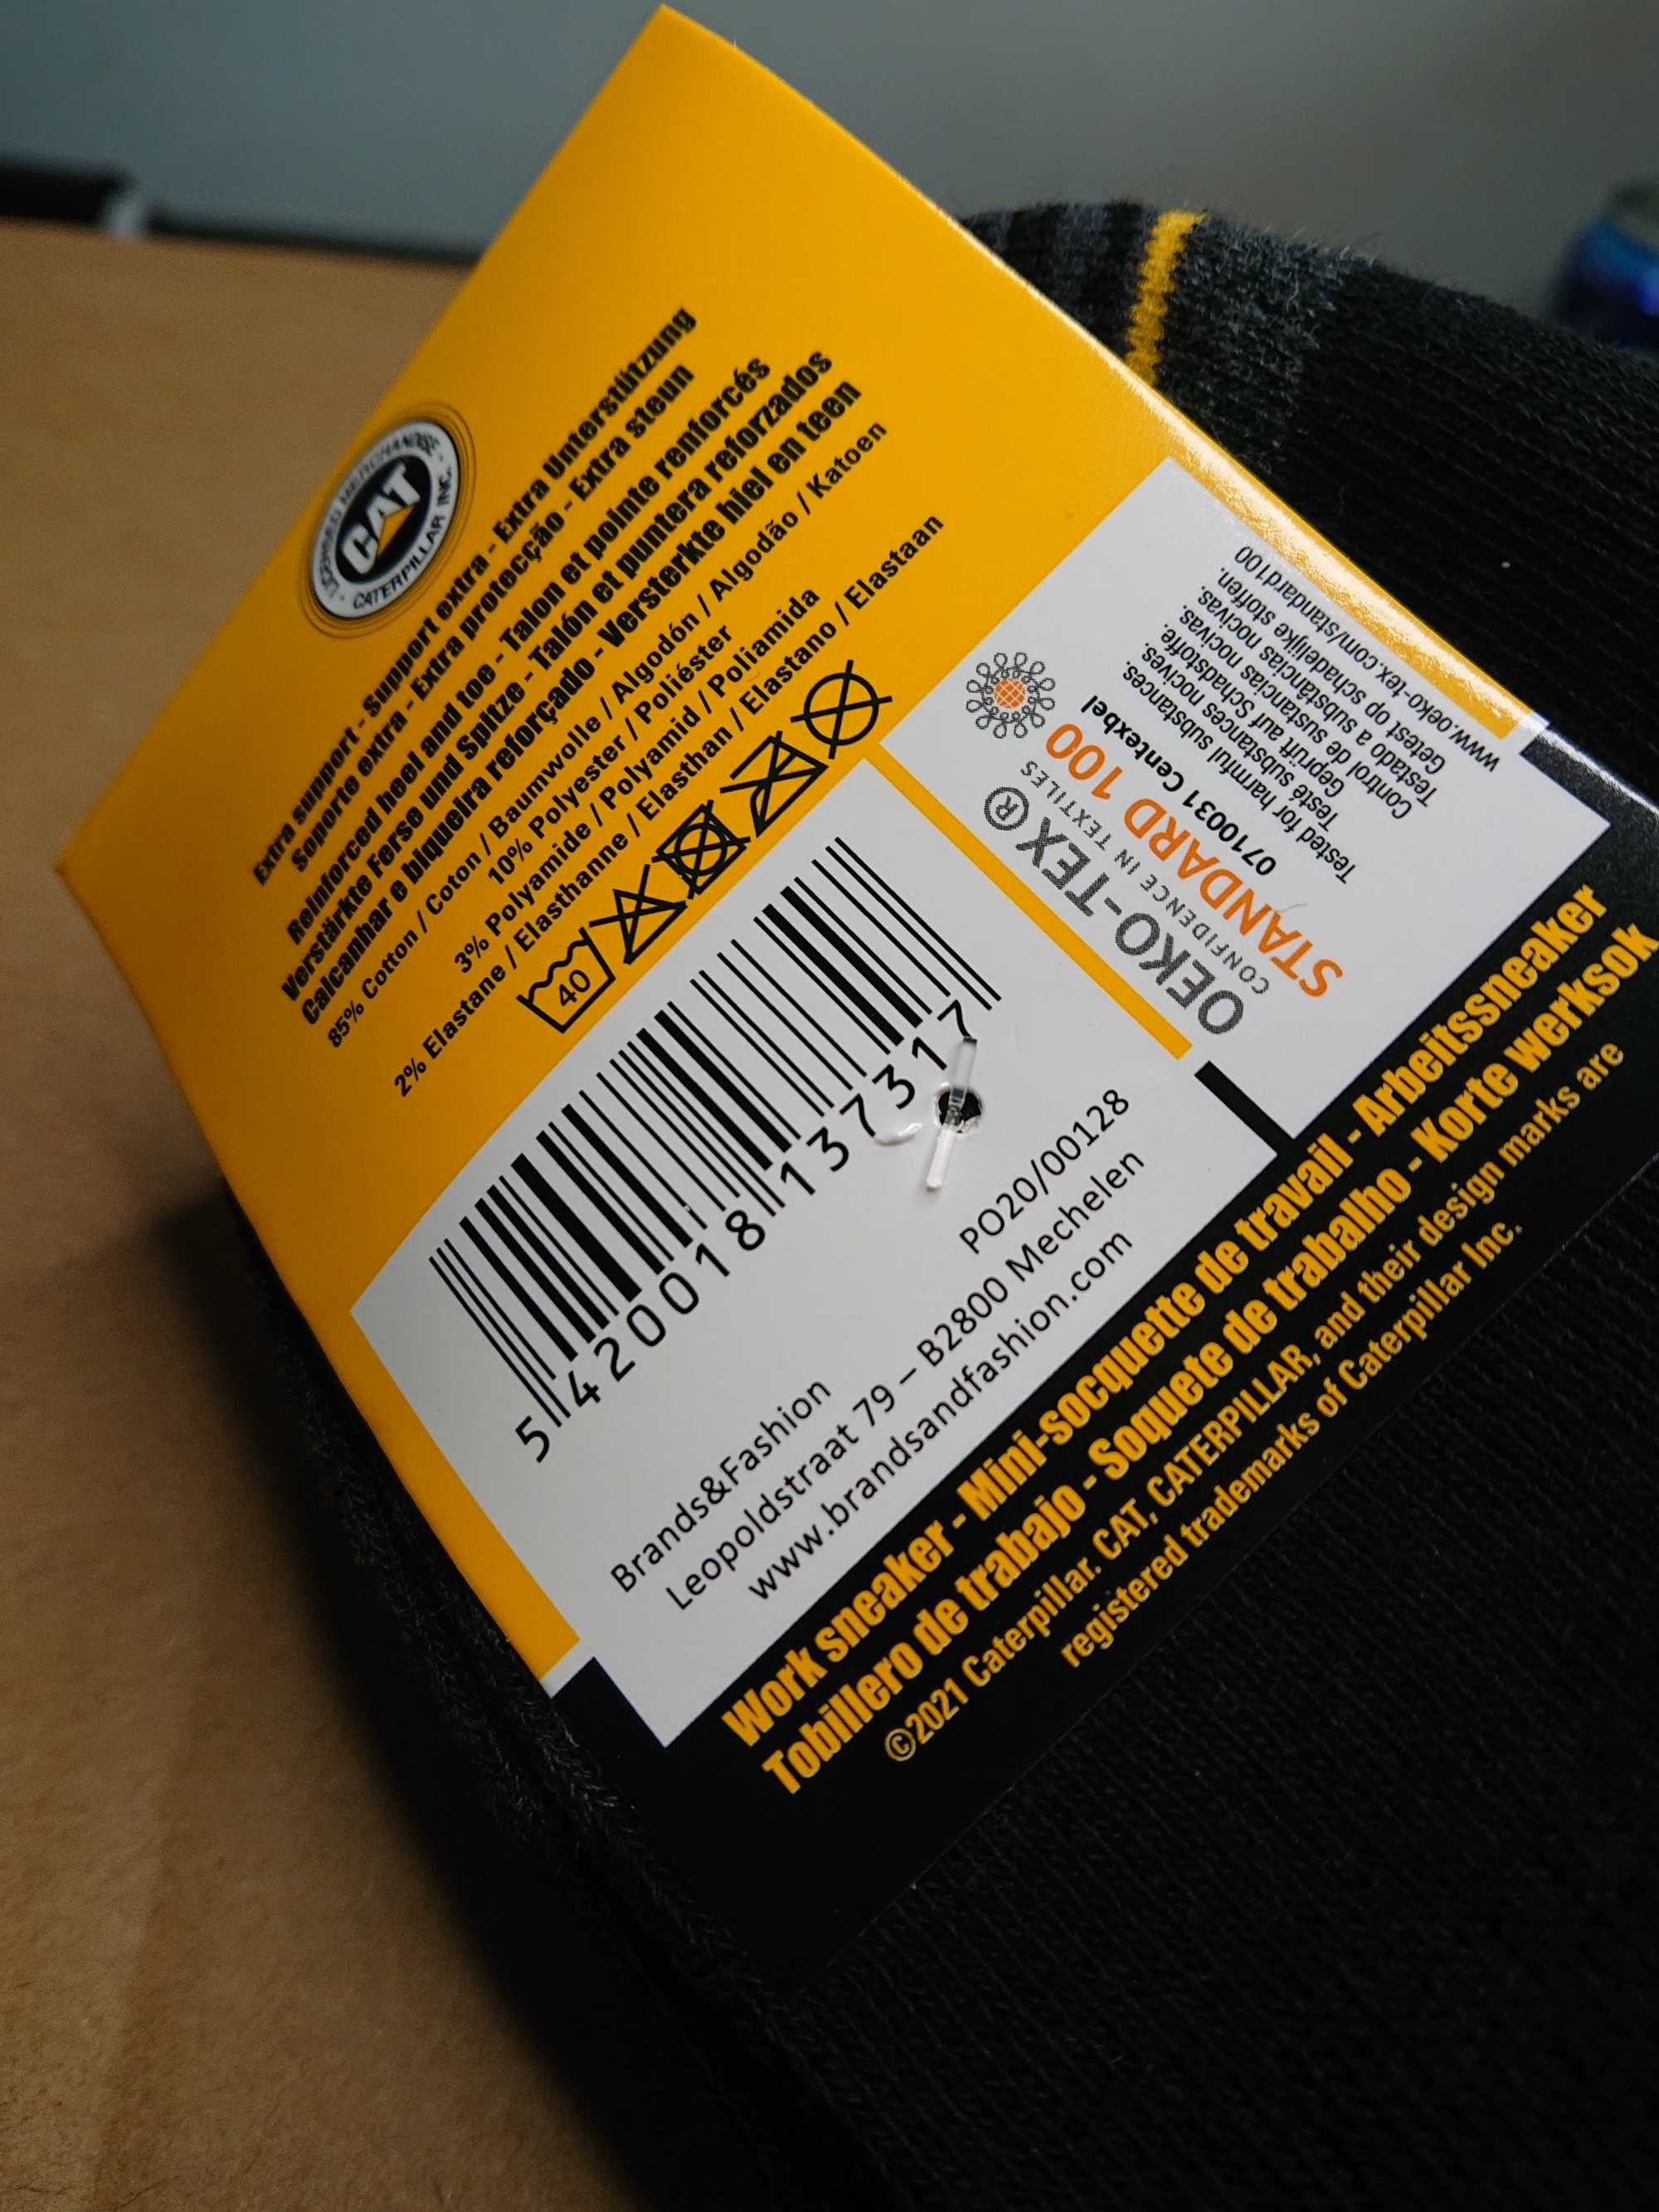 LICENSED MERCHANDISE
CAT
CATERPILLAR INC.
Extra support - Support extra - Extra Unterstützung
Soporte extra - Extra protecção - Extra steun
Reinforced heel and toe - Talon et pointe renforcés
Verstärkte Ferse und Spitze - Talón et puntera reforzados
Calcanhar e biqueira reforçado - Versterkte hiel en teen
85% Cotton / Coton / Baumwolle / Algodón / Algodão / Katoen
10% Polyester / Poliéster
3% Polyamide / Polyamid / Poliamida
2% Elastane / Elasthanne / Elasthan / Elastano / Elastaan
40
5 420018 137317
Brands&Fashion
PO20/00128
Leopoldstraat 79 – B2800 Mechelen
www.brandsandfashion.com
OEKO-TEX®
CONFIDENCE IN TEXTILES
STANDARD 100
0710031 Centexbel
Tested for harmful substances.
Testé substances nocives.
Geprüft auf Schadstoffe.
Control de sustancias nocivas.
Testado a substâncias nocivas.
Getest op schadelijke stoffen.
www.oeko-tex.com/standard100
Work sneaker - Mini-socquette de travail - Arbeitssneaker
Tobillero de trabajo - Soquete de trabalho - Korte werksok
©2021 Caterpillar. CAT, CATERPILLAR, and their design marks are
registered trademarks of Caterpillar Inc.